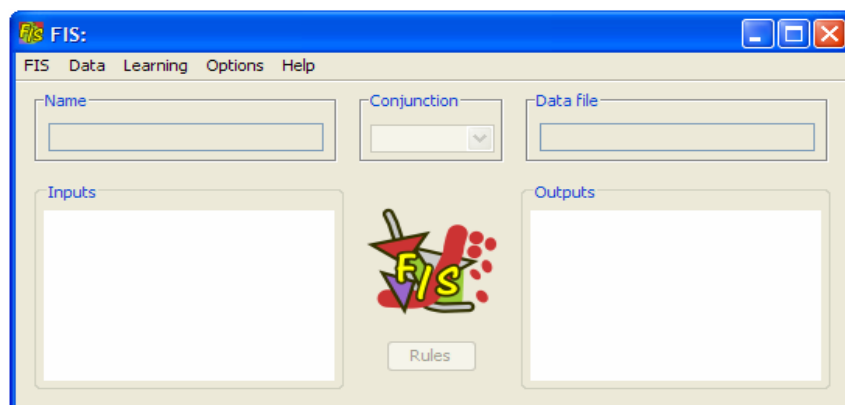 FIS:
FIS Data Learning Options Help
Name Conjunction Data file
Inputs Outputs
FIS
Rules